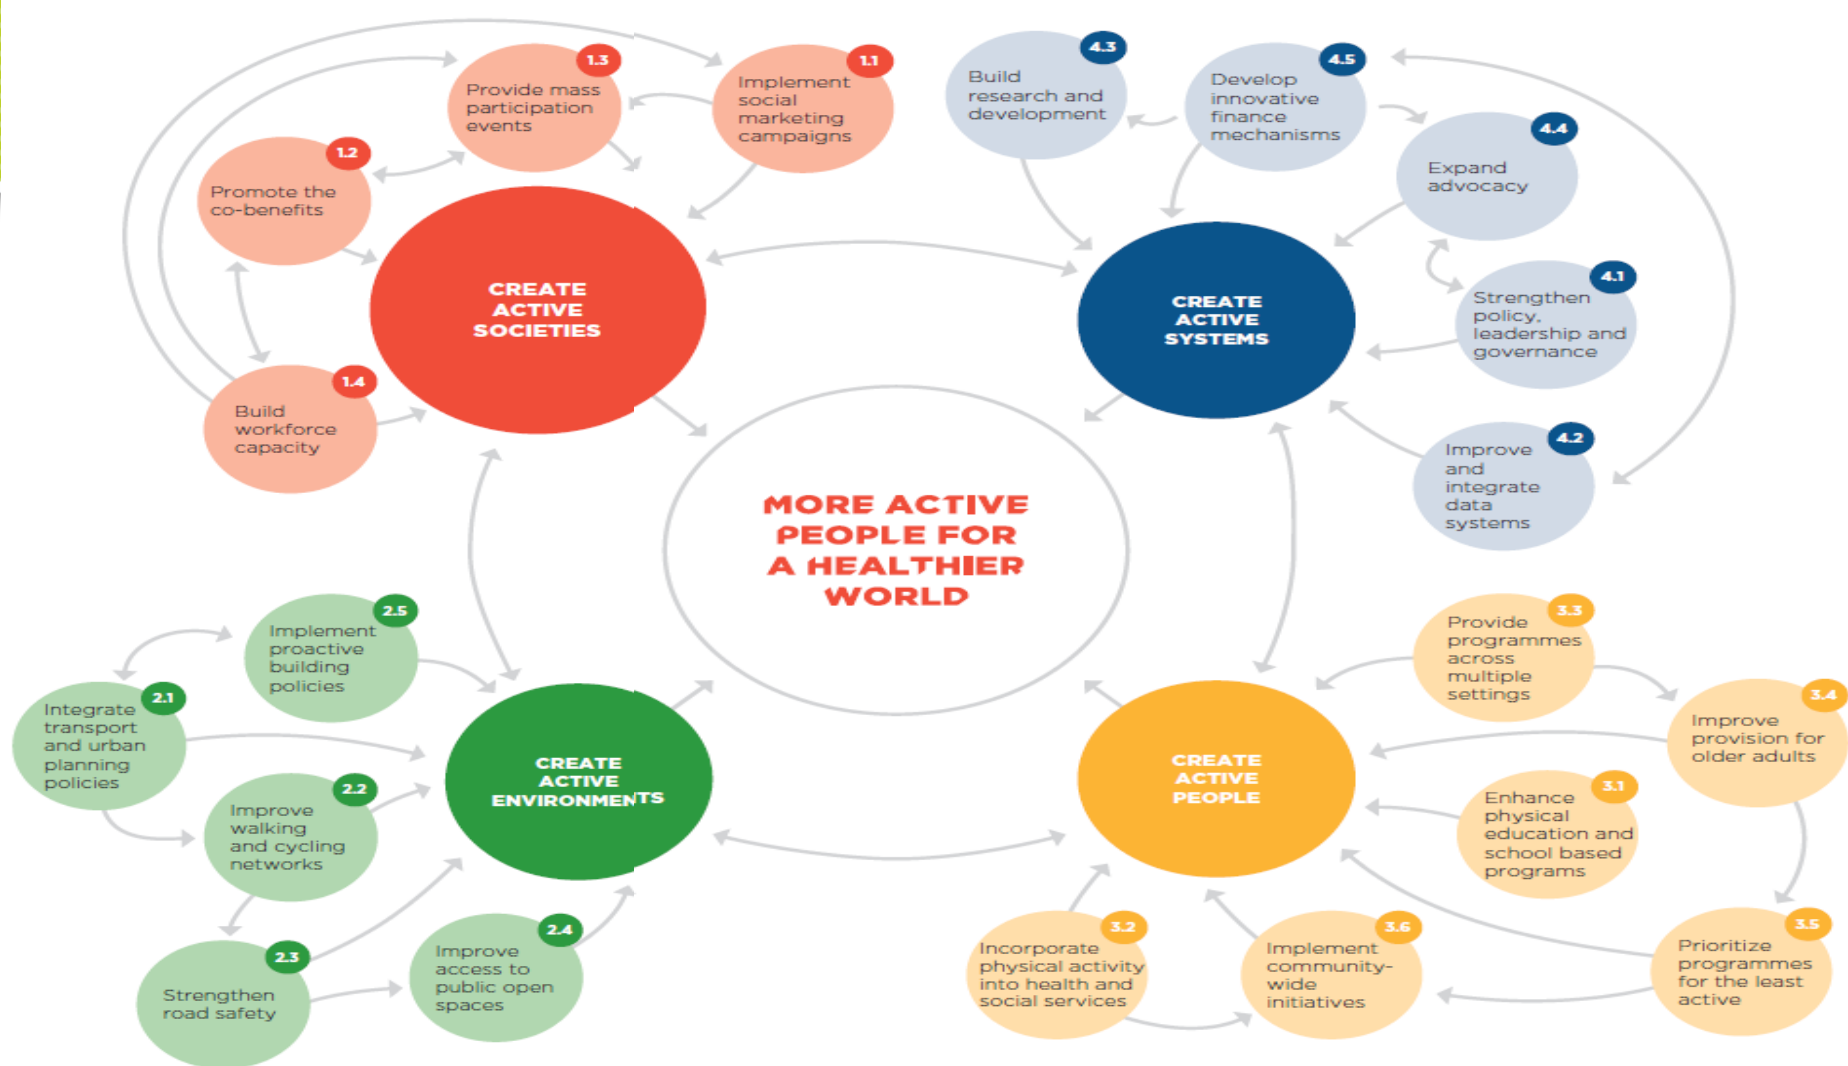 1.3
Provide mass
participation
events
1.1
Implement
social
marketing
campaigns
1.2
Promote the
co-benefits
1.4
Build
workforce
capacity
CREATE
ACTIVE
SOCIETIES
4.3
Build
research and
development
4.5
Develop
innovative
finance
mechanisms
4.4
Expand
advocacy
4.1
Strengthen
policy,
leadership and
governance
4.2
Improve
and
integrate
data
systems
CREATE
ACTIVE
SYSTEMS
MORE ACTIVE
PEOPLE FOR
A HEALTHIER
WORLD
2.5
Implement
proactive
building
policies
2.1
Integrate
transport
and urban
planning
policies
2.2
Improve
walking
and cycling
networks
2.3
Strengthen
road safety
2.4
Improve
access to
public open
spaces
CREATE
ACTIVE
ENVIRONMENTS
CREATE
ACTIVE
PEOPLE
3.3
Provide
programmes
across
multiple
settings
3.4
Improve
provision for
older adults
3.1
Enhance
physical
education and
school based
programs
3.2
Incorporate
physical activity
into health and
social services
3.6
Implement
community-
wide
initiatives
3.5
Prioritize
programmes
for the least
active